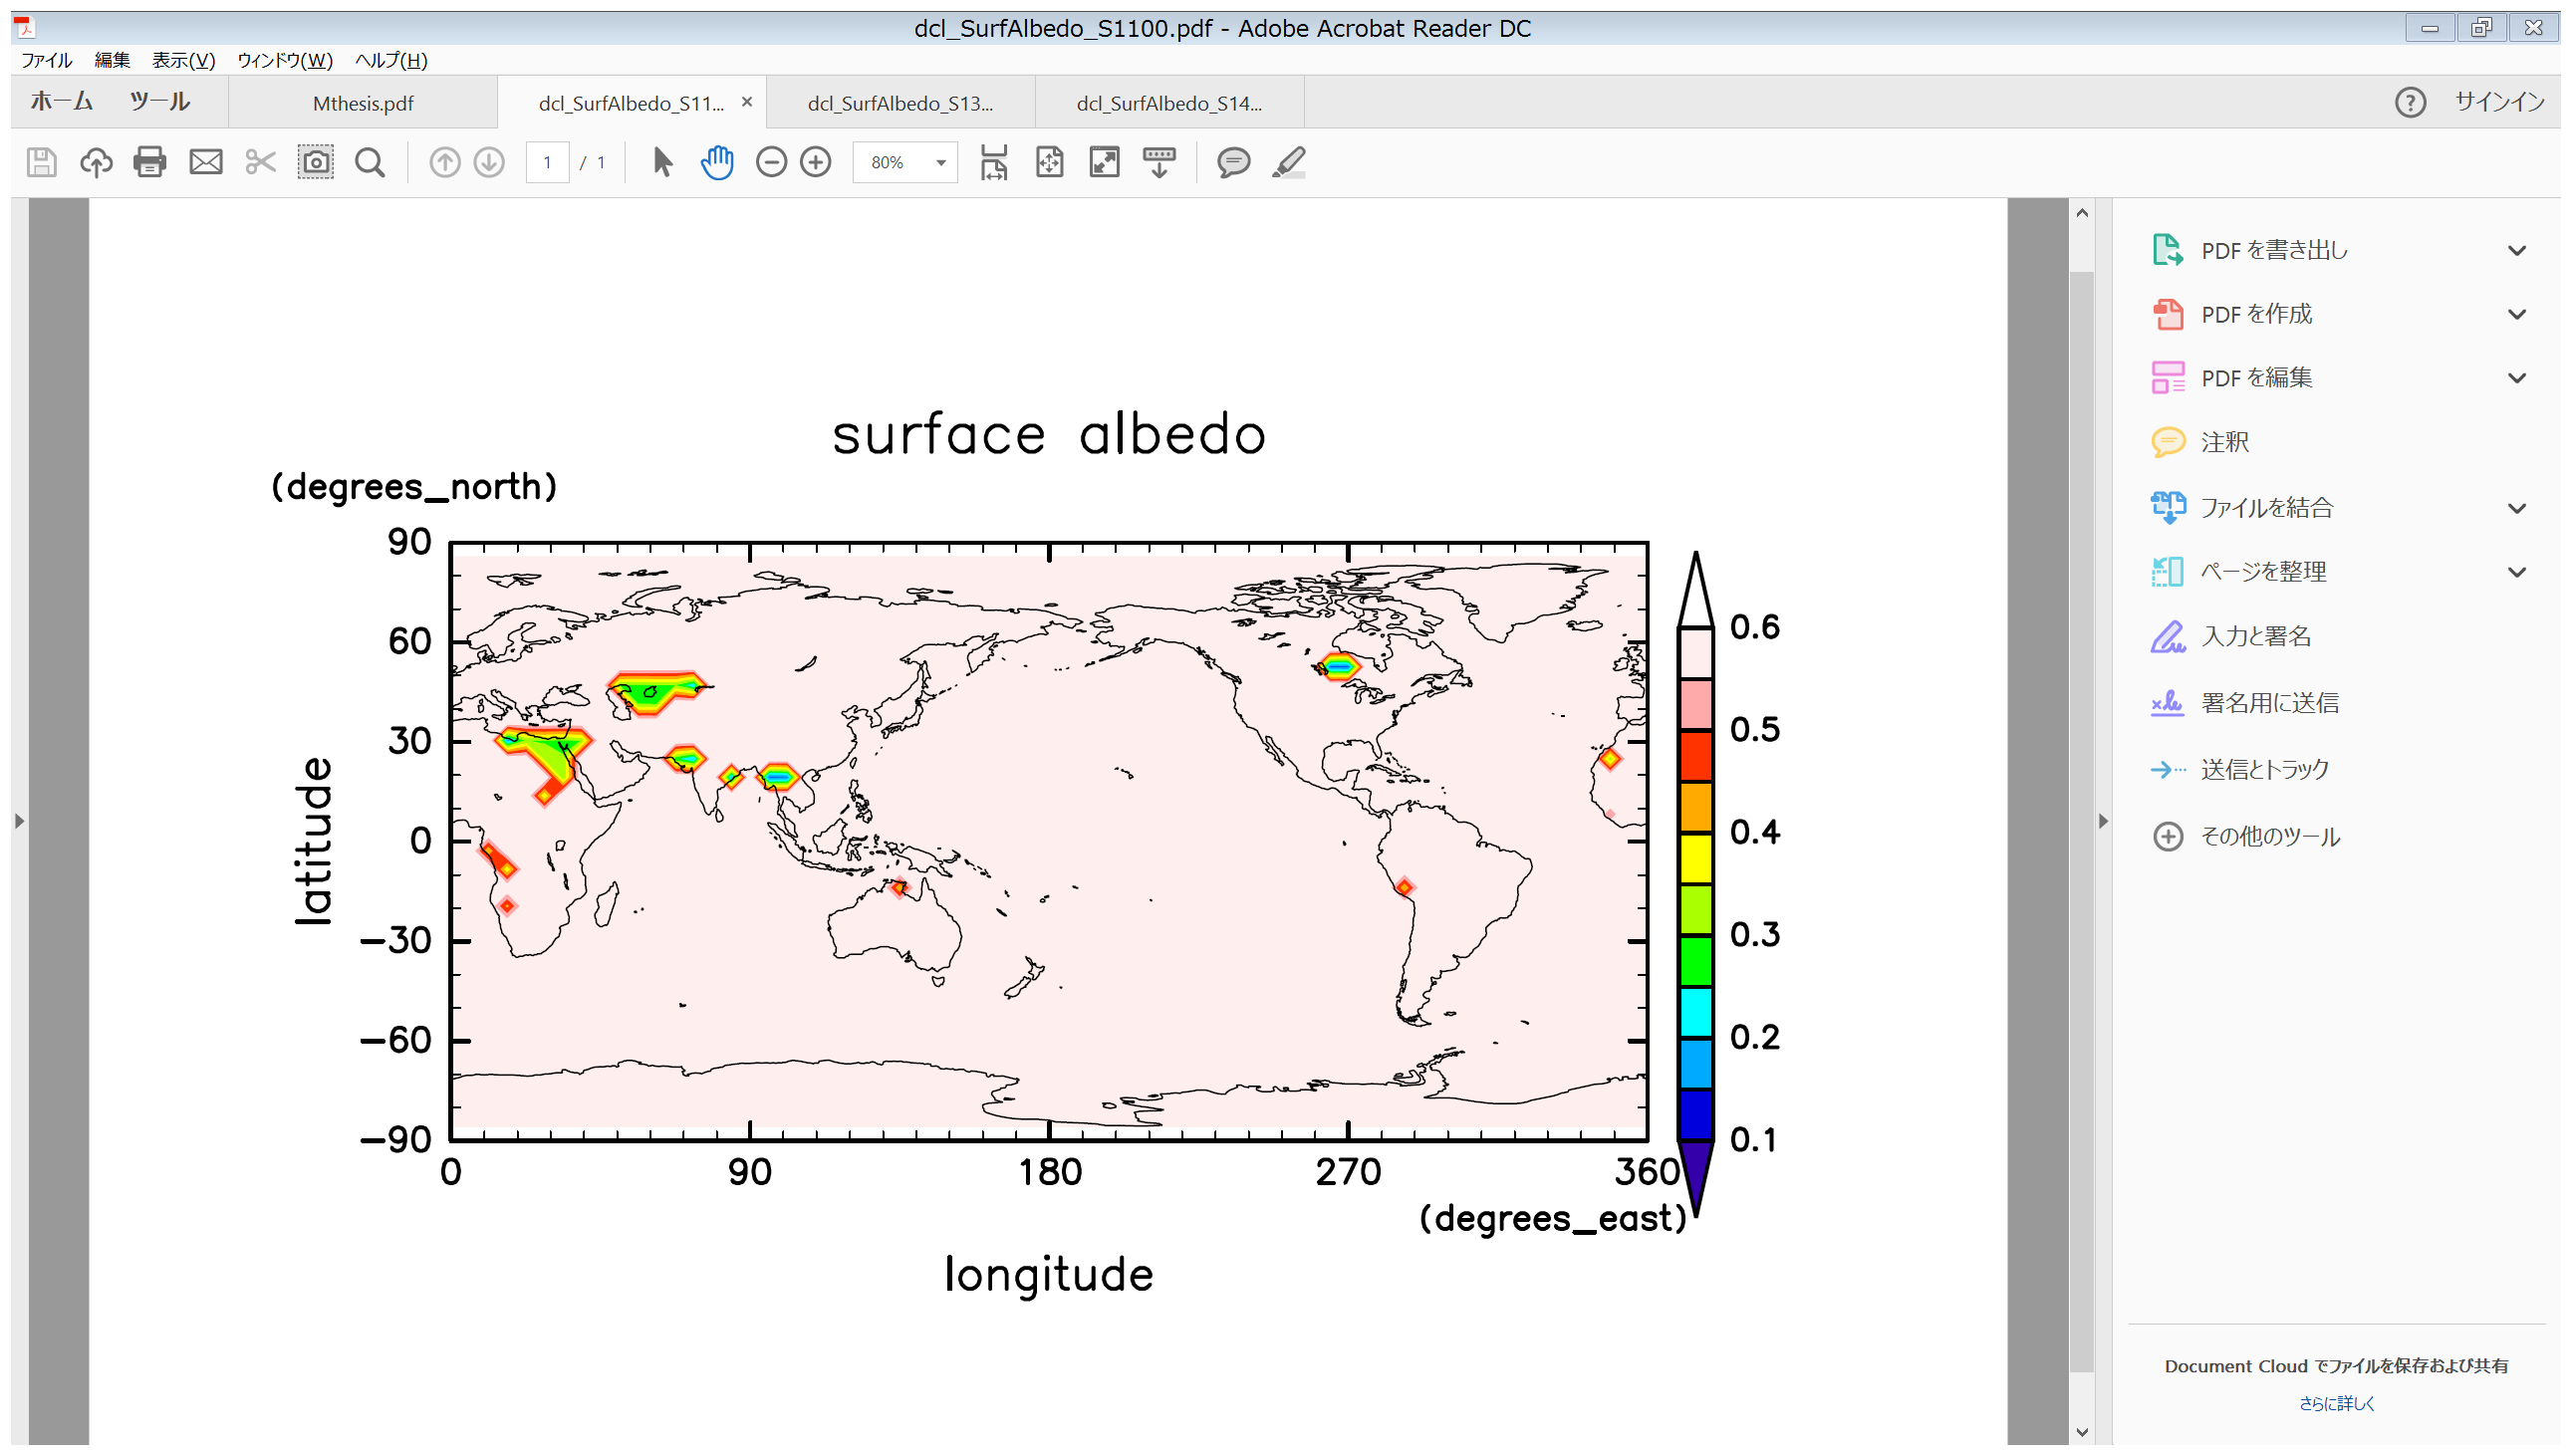 dcl_SurfAlbedo_S1100.pdf - Adobe Acrobat Reader DC
ファイル 編集 表示(V) ウィンドウ(W) ヘルプ(H)
ホーム ツール Mthesis.pdf dcl_SurfAlbedo_S11... × dcl_SurfAlbedo_S13... dcl_SurfAlbedo_S14... ? サインイン
1 / 1 80%
surface albedo
(degrees_north)
latitude
90
60
30
0
−30
−60
−90
0 90 180 270 360
(degrees_east)
longitude
0.6
0.5
0.4
0.3
0.2
0.1
PDF を書き出し
PDF を作成
PDF を編集
注釈
ファイルを結合
ページを整理
入力と署名
署名用に送信
送信とトラック
その他のツール
Document Cloud でファイルを保存および共有
さらに詳しく